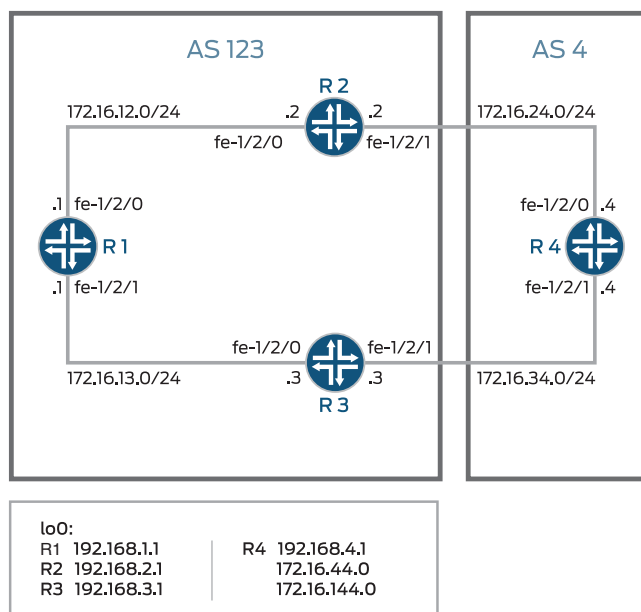 AS 123
AS 4
R 2
172.16.12.0/24
.2
.2
172.16.24.0/24
fe-1/2/0
fe-1/2/1
.1
fe-1/2/0
fe-1/2/0
.4
R 1
R 4
.1
fe-1/2/1
fe-1/2/1
.4
fe-1/2/0
fe-1/2/1
172.16.13.0/24
.3
.3
172.16.34.0/24
R 3
lo0:
R1 192.168.1.1
R2 192.168.2.1
R3 192.168.3.1
R4 192.168.4.1
172.16.44.0
172.16.144.0